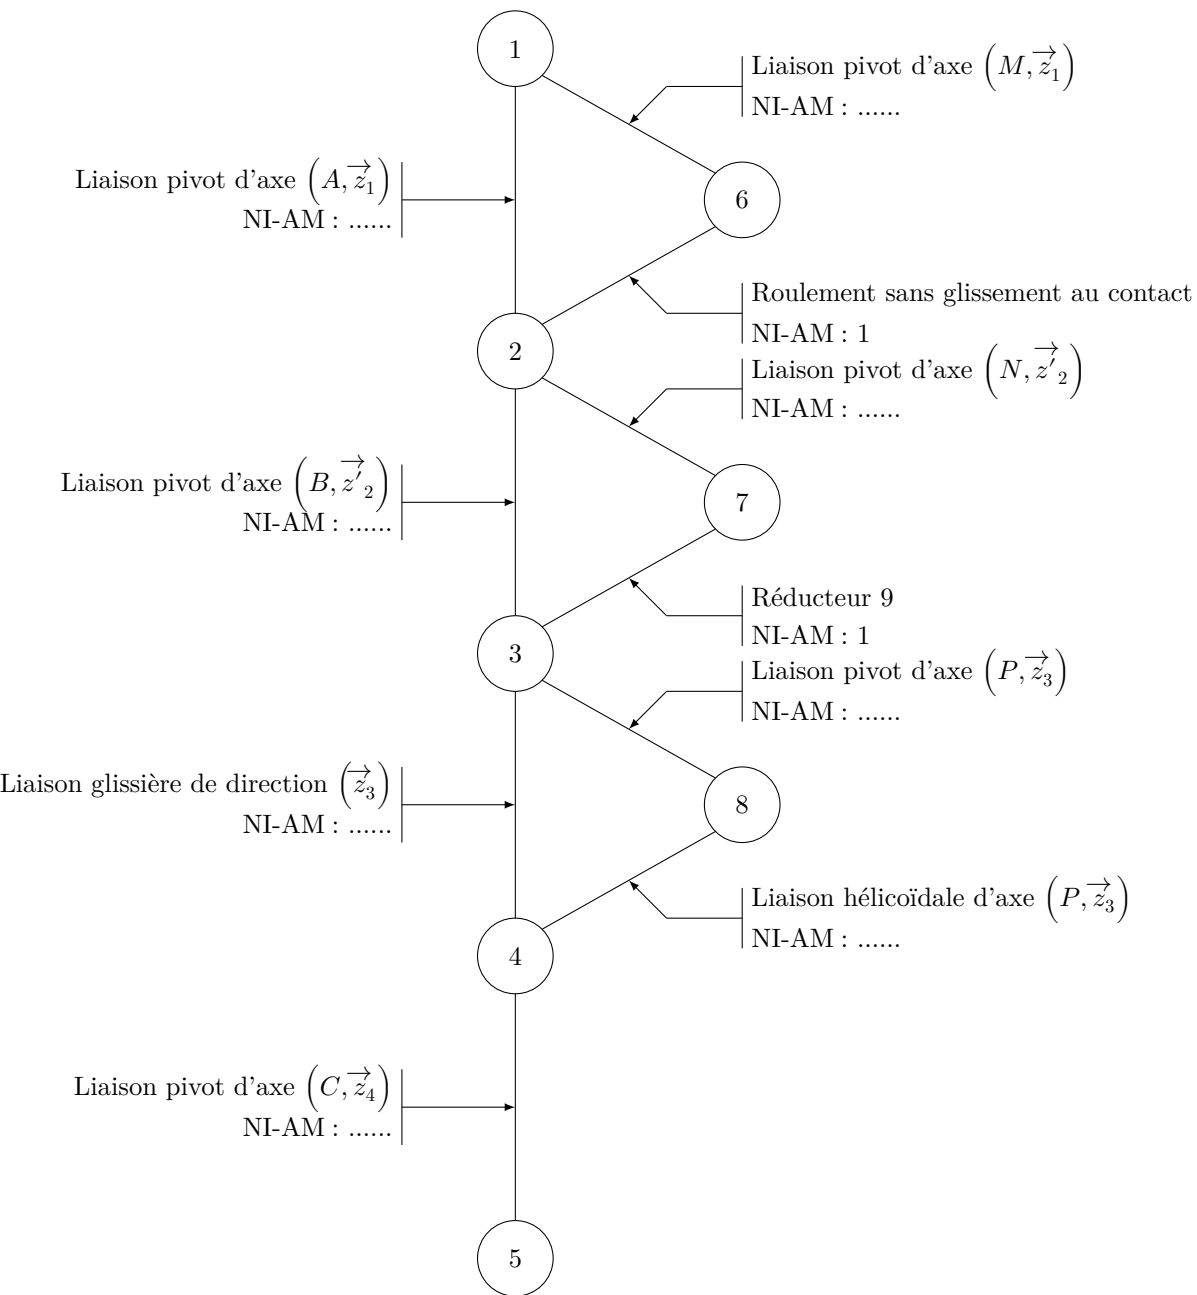 1
Liaison pivot d'axe (M, z⃗₁)
NI-AM : ......
Liaison pivot d'axe (A, z⃗₁)
NI-AM : ......
6
Roulement sans glissement au contact
NI-AM : 1
2
Liaison pivot d'axe (N, z⃗'₂)
NI-AM : ......
Liaison pivot d'axe (B, z⃗'₂)
NI-AM : ......
7
Réducteur 9
NI-AM : 1
3
Liaison pivot d'axe (P, z⃗₃)
NI-AM : ......
Liaison glissière de direction (z⃗₃)
NI-AM : ......
8
Liaison hélicoïdale d'axe (P, z⃗₃)
NI-AM : ......
4
Liaison pivot d'axe (C, z⃗₄)
NI-AM : ......
5